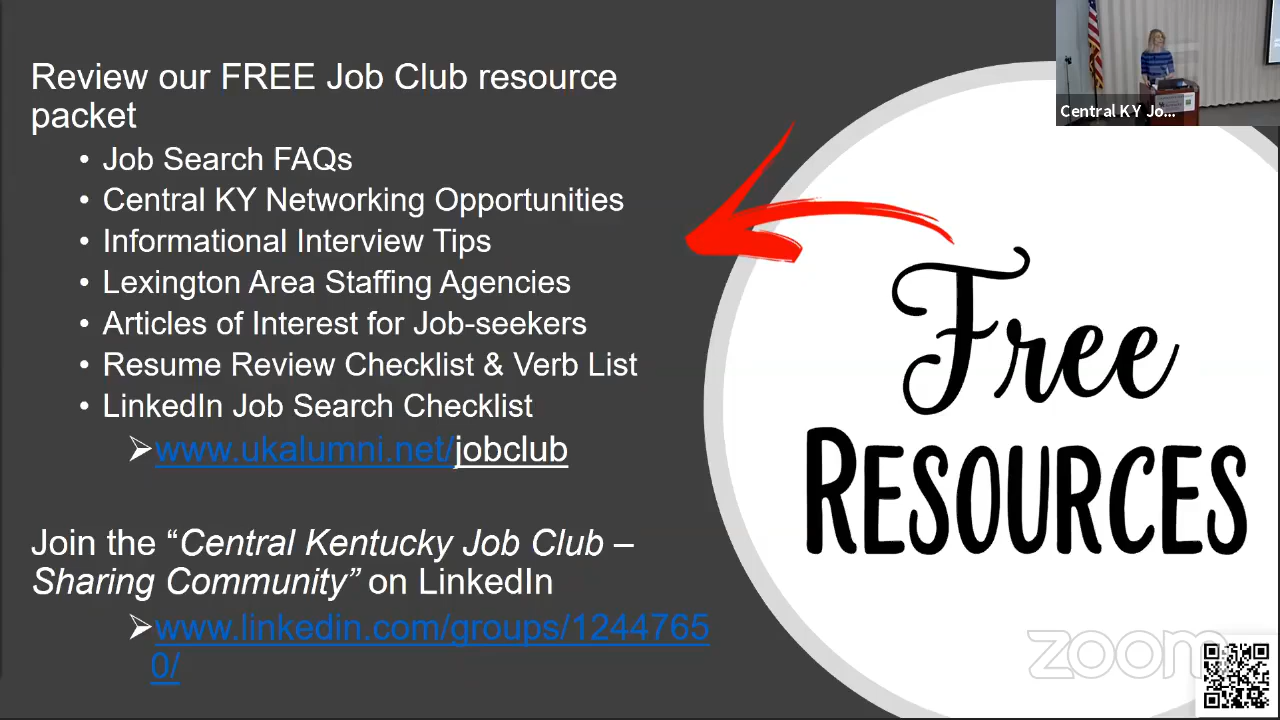 Review our FREE Job Club resource
packet
• Job Search FAQs
• Central KY Networking Opportunities
• Informational Interview Tips
• Lexington Area Staffing Agencies
• Articles of Interest for Job-seekers
• Resume Review Checklist & Verb List
• LinkedIn Job Search Checklist
➢www.ukalumni.net/jobclub
Join the “Central Kentucky Job Club –
Sharing Community” on LinkedIn
➢www.linkedin.com/groups/1244765
0/
Central KY Jo...
Free
RESOURCES
zoom